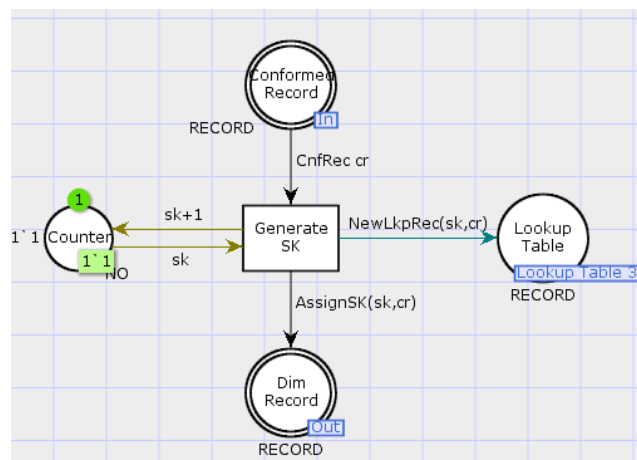 Conformed
Record
In
RECORD
CnfRec cr
1
1`1
Counter
1`1
NO
sk+1
sk
Generate
SK
NewLkpRec(sk,cr)
Lookup
Table
Lookup Table 3
RECORD
AssignSK(sk,cr)
Dim
Record
Out
RECORD